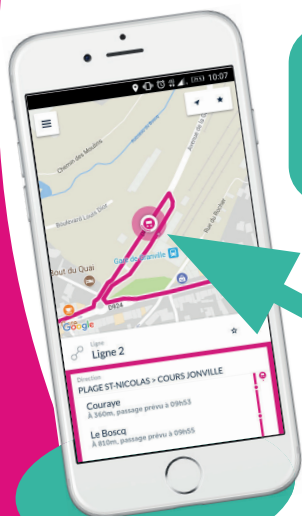 10:07
Chemin des Moulins
Avenue de la
Boulevard Louis Dior
Rue du Rocher
Gare de Granville
Bout du Quai
D924
Google
Ligne
Ligne 2
Direction
PLAGE ST-NICOLAS > COURS JONVILLE
Couraye
À 360m, passage prévu à 09h53
Le Boscq
À 810m, passage prévu à 09h55